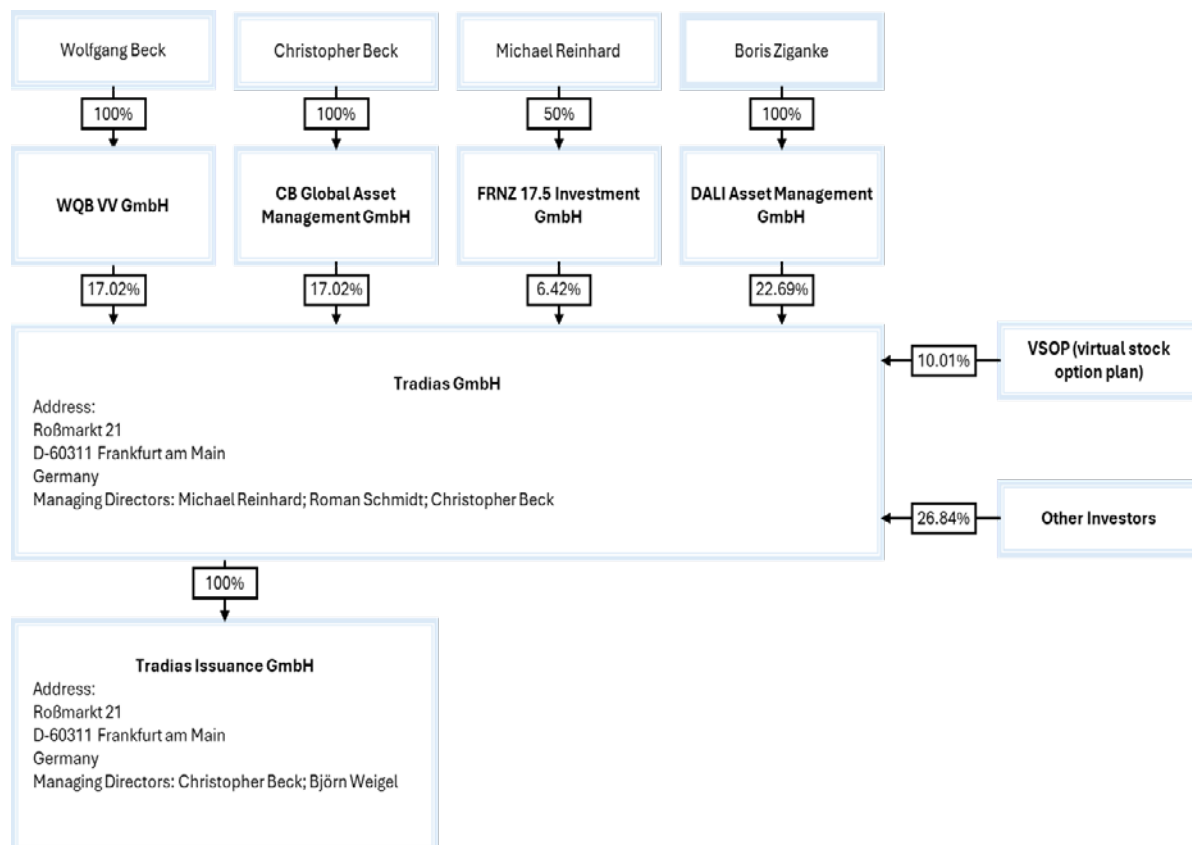 Wolfgang Beck
Christopher Beck
Michael Reinhard
Boris Ziganke
100%
100%
50%
100%
WQB VV GmbH
CB Global Asset
Management GmbH
FRNZ 17.5 Investment
GmbH
DALI Asset Management
GmbH
17.02%
17.02%
6.42%
22.69%
Tradias GmbH
Address:
Roßmarkt 21
D-60311 Frankfurt am Main
Germany
Managing Directors: Michael Reinhard; Roman Schmidt; Christopher Beck
10.01%
VSOP (virtual stock
option plan)
26.84%
Other Investors
100%
Tradias Issuance GmbH
Address:
Roßmarkt 21
D-60311 Frankfurt am Main
Germany
Managing Directors: Christopher Beck; Björn Weigel